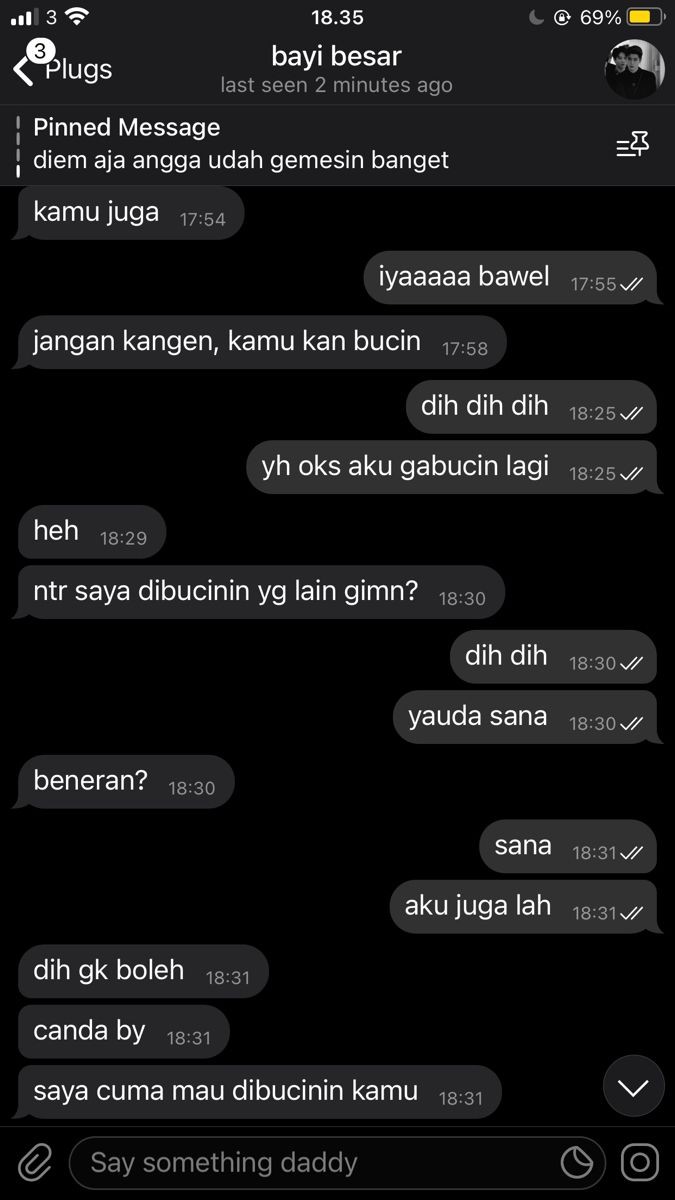 3
18.35
69%
3
Plugs
bayi besar
last seen 2 minutes ago
Pinned Message
diem aja angga udah gemesin banget
kamu juga 17:54
iyaaaaa bawel 17:55
jangan kangen, kamu kan bucin 17:58
dih dih dih 18:25
yh oks aku gabucin lagi 18:25
heh 18:29
ntr saya dibucinin yg lain gimn? 18:30
dih dih 18:30
yauda sana 18:30
beneran? 18:30
sana 18:31
aku juga lah 18:31
dih gk boleh 18:31
canda by 18:31
saya cuma mau dibucinin kamu 18:31
Say something daddy